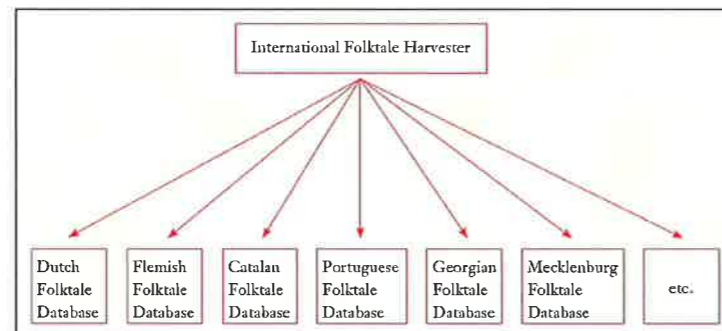 International Folktale Harvester
Dutch
Folktale
Database
Flemish
Folktale
Database
Catalan
Folktale
Database
Portuguese
Folktale
Database
Georgian
Folktale
Database
Mecklenburg
Folktale
Database
etc.